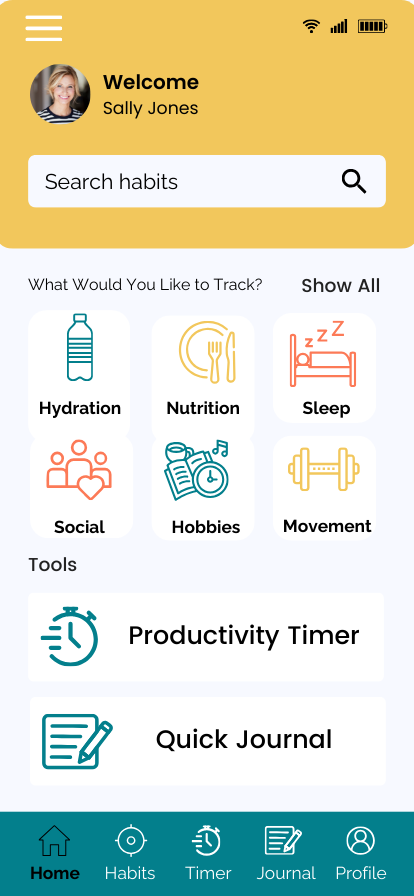 Welcome
Sally Jones
Search habits
What Would You Like to Track? Show All
z z Z
Hydration Nutrition Sleep
Social Hobbies Movement
Tools
Productivity Timer
Quick Journal
Home Habits Timer Journal Profile